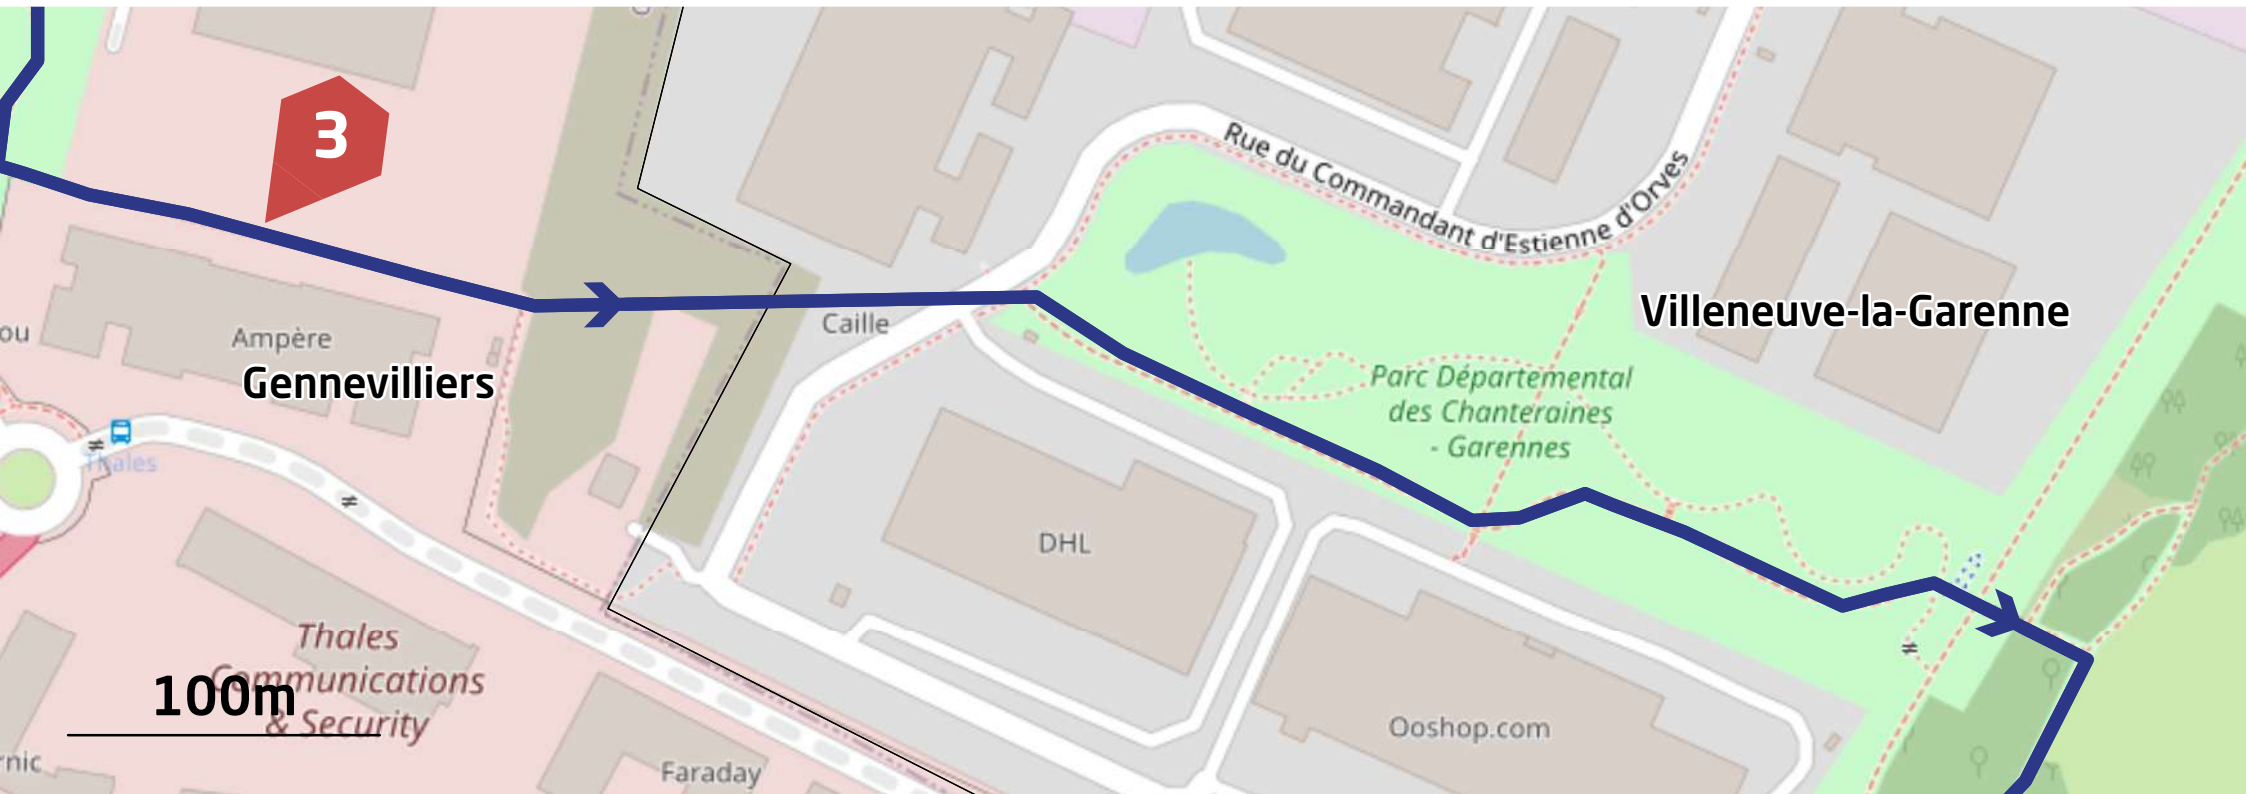 3
Rue du Commandant d'Estienne d'Orves
Villeneuve-la-Garenne
Caille
ou
Ampère
Gennevilliers
Parc Départemental
des Chanteraines
- Garennes
Thales
DHL
Thales
Communications
& Security
100m
Ooshop.com
rnic
Faraday